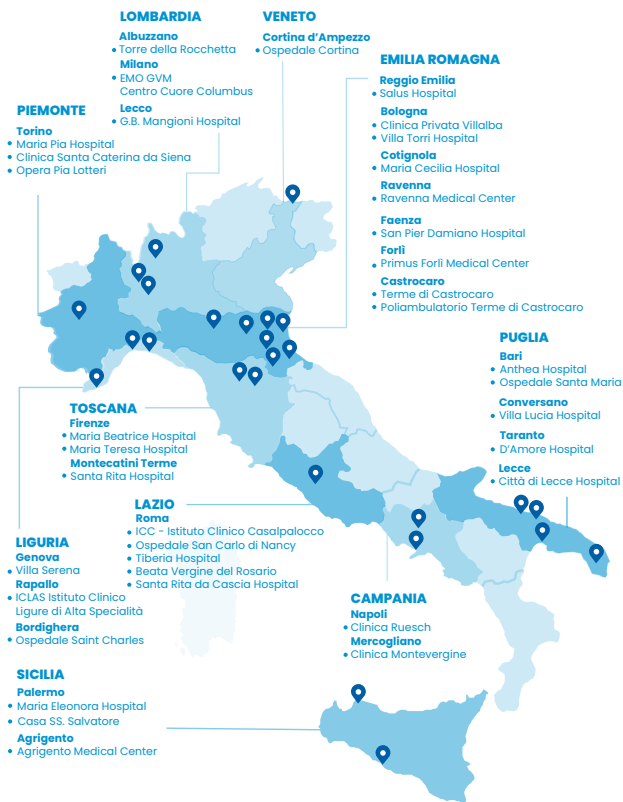 LOMBARDIA
Albuzzano
• Torre della Rocchetta
Milano
• EMO GVM
Centro Cuore Columbus
Lecco
• G.B. Mangioni Hospital
VENETO
Cortina d’Ampezzo
• Ospedale Cortina
EMILIA ROMAGNA
Reggio Emilia
• Salus Hospital
Bologna
• Clinica Privata Villalba
• Villa Torri Hospital
Cotignola
• Maria Cecilia Hospital
Ravenna
• Ravenna Medical Center
Faenza
• San Pier Damiano Hospital
Forlì
• Primus Forlì Medical Center
Castrocaro
• Terme di Castrocaro
• Poliambulatorio Terme di Castrocaro
PIEMONTE
Torino
• Maria Pia Hospital
• Clinica Santa Caterina da Siena
• Opera Pia Lotteri
PUGLIA
Bari
• Anthea Hospital
• Ospedale Santa Maria
Conversano
• Villa Lucia Hospital
Taranto
• D’Amore Hospital
Lecce
• Città di Lecce Hospital
TOSCANA
Firenze
• Maria Beatrice Hospital
• Maria Teresa Hospital
Montecatini Terme
• Santa Rita Hospital
LAZIO
Roma
• ICC - Istituto Clinico Casalpalocco
• Ospedale San Carlo di Nancy
• Tiberia Hospital
• Beata Vergine del Rosario
• Santa Rita da Cascia Hospital
LIGURIA
Genova
• Villa Serena
Rapallo
• ICLAS Istituto Clinico
Ligure di Alta Specialità
Bordighera
• Ospedale Saint Charles
CAMPANIA
Napoli
• Clinica Ruesch
Mercogliano
• Clinica Montevergine
SICILIA
Palermo
• Maria Eleonora Hospital
• Casa SS. Salvatore
Agrigento
• Agrigento Medical Center